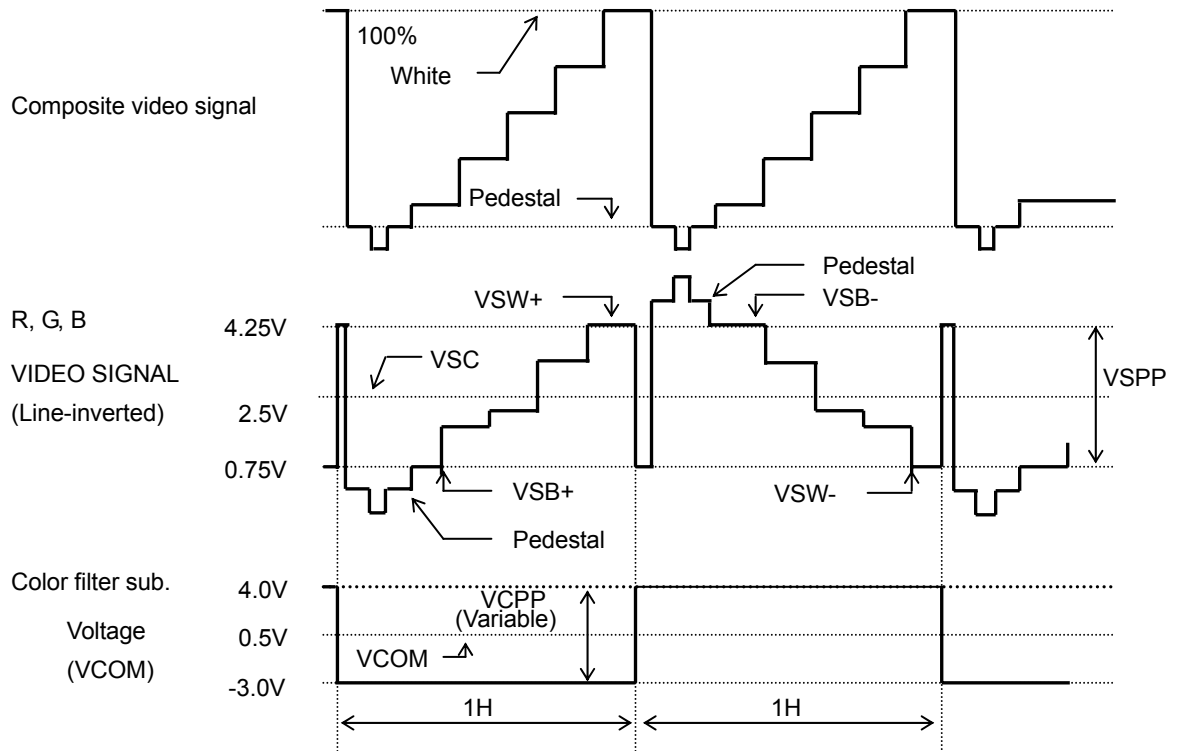 100%
White
Composite video signal
Pedestal
Pedestal
VSW+
VSB-
R, G, B
4.25V
VSC
VIDEO SIGNAL
VSPP
(Line-inverted)
2.5V
0.75V
VSB+
VSW-
Pedestal
Color filter sub.
4.0V
VCPP
(Variable)
Voltage
0.5V
VCOM
(VCOM)
-3.0V
1H
1H